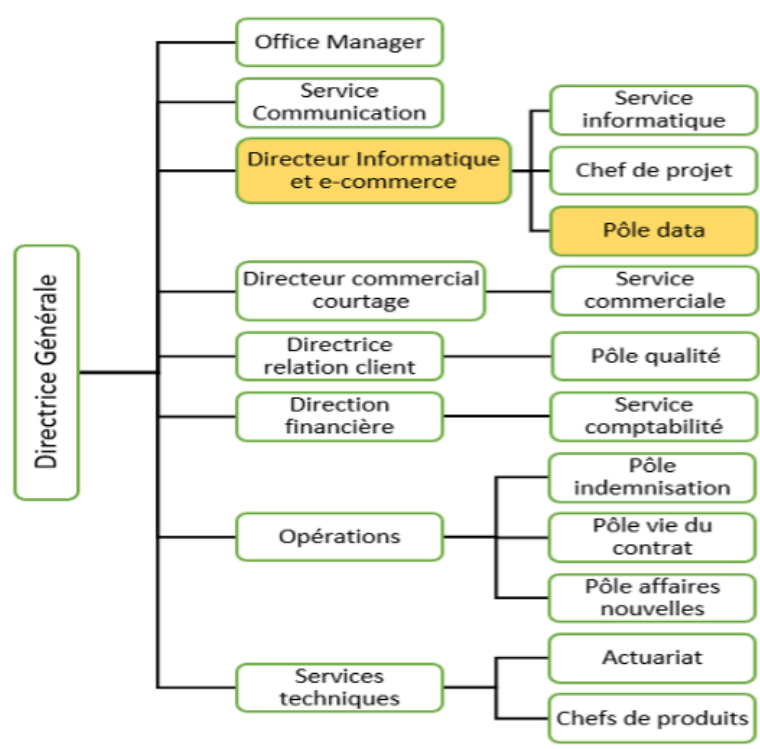 Directrice Générale
Office Manager
Service
Communication
Directeur Informatique
et e-commerce
Service
informatique
Chef de projet
Pôle data
Directeur commercial
courtage
Service
commerciale
Directrice
relation client
Pôle qualité
Direction
financière
Service
comptabilité
Opérations
Pôle
indemnisation
Pôle vie du
contrat
Pôle affaires
nouvelles
Services
techniques
Actuariat
Chefs de produits